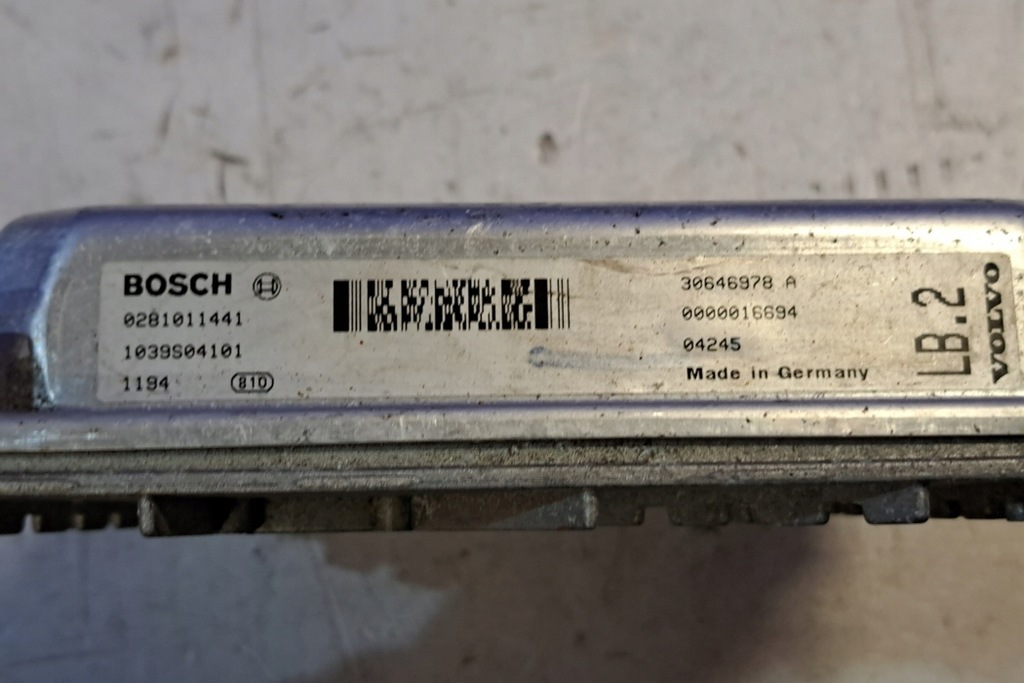 BOSCH
0281011441
1039S04101
1194 810
30646978 A
0000016694
04245
Made in Germany
LB.2
VOLVO